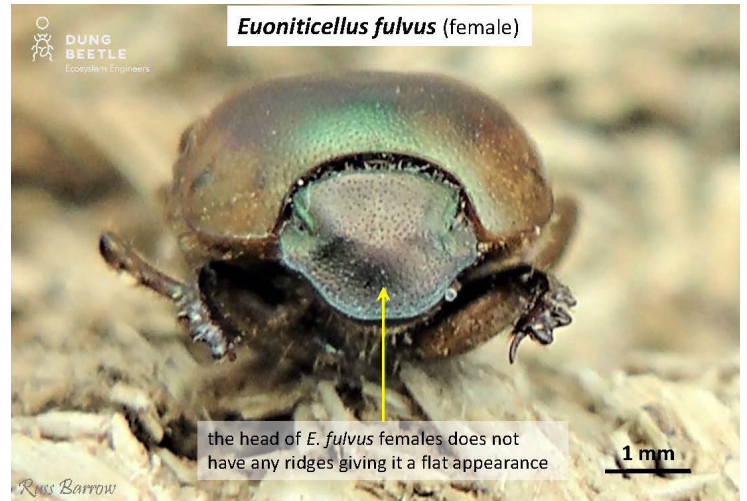 Euoniticellus fulvus (female)
DUNG
BEETLE
Ecosystem Engineers
the head of E. fulvus females does not
have any ridges giving it a flat appearance
1 mm
Russ Barrow